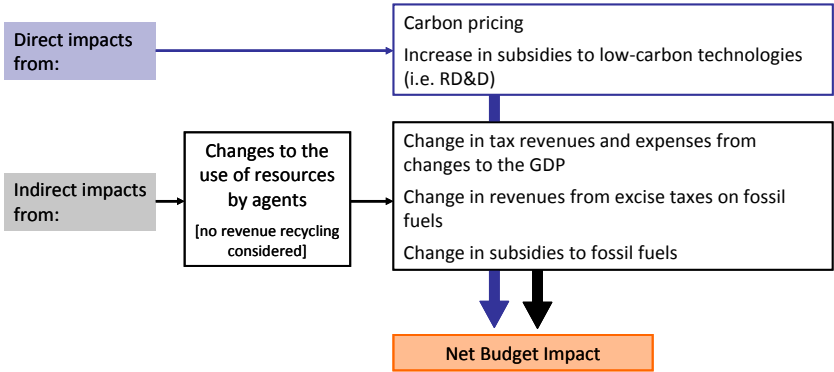 Direct impacts
from:
Carbon pricing
Increase in subsidies to low-carbon technologies
(i.e. RD&D)
Indirect impacts
from:
Changes to the
use of resources
by agents
[no revenue recycling
considered]
Change in tax revenues and expenses from
changes to the GDP
Change in revenues from excise taxes on fossil
fuels
Change in subsidies to fossil fuels
Net Budget Impact